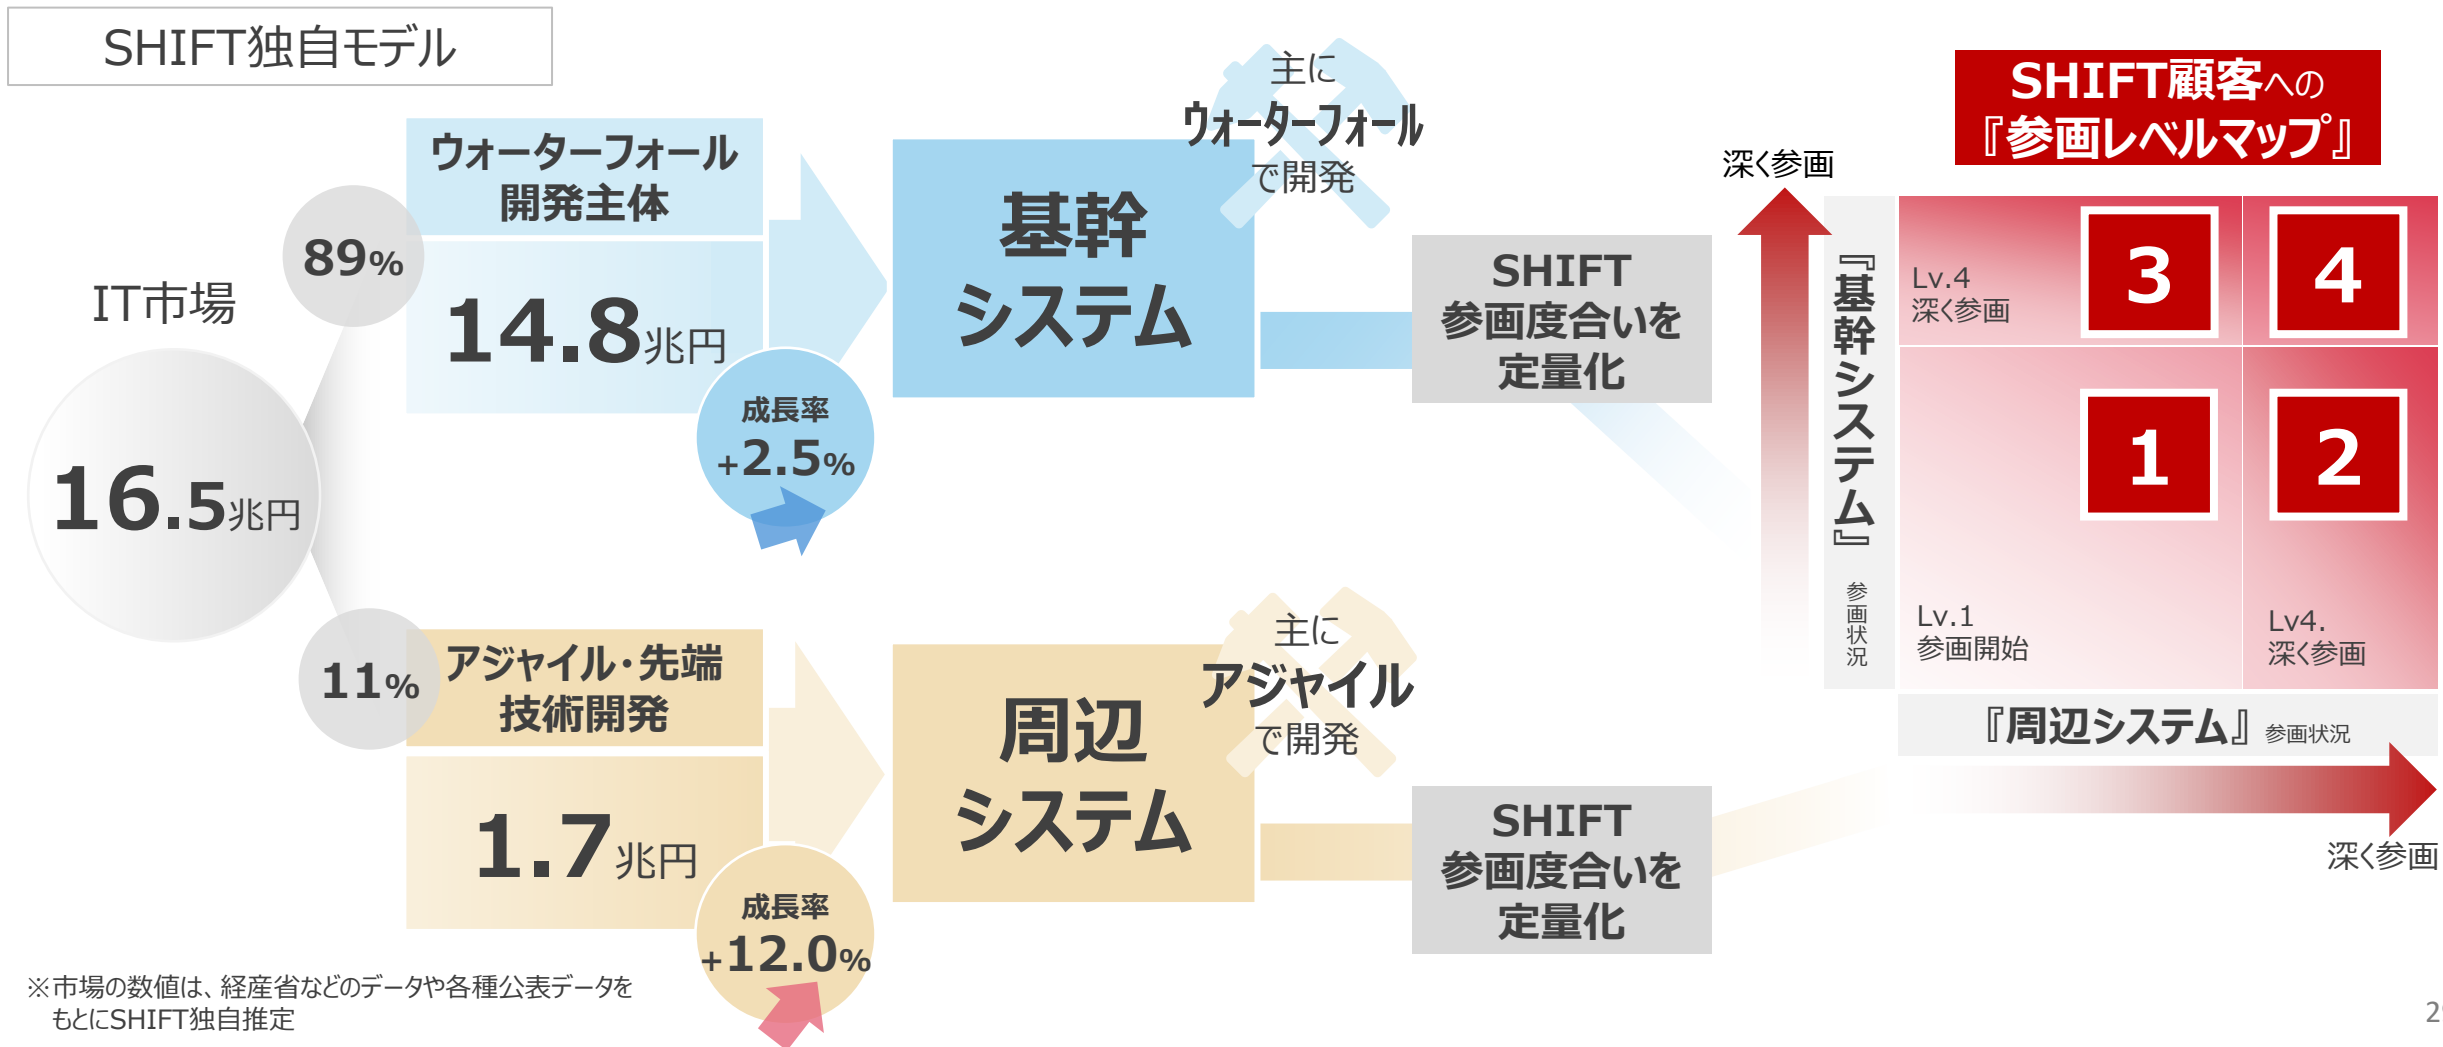 SHIFT独自モデル
IT市場
16.5兆円
89%
ウォーターフォール
開発主体
14.8兆円
成長率
+2.5%
基幹
システム
主に
ウォーターフォール
で開発
SHIFT
参画度合いを
定量化
11%
アジャイル・先端
技術開発
1.7兆円
成長率
+12.0%
周辺
システム
主に
アジャイル
で開発
SHIFT
参画度合いを
定量化
SHIFT顧客への
『参画レベルマップ』
深く参画
『基幹システム』 参画状況
Lv.4
深く参画
3
4
1
2
Lv.1
参画開始
Lv4.
深く参画
『周辺システム』 参画状況
深く参画
※市場の数値は、経産省などのデータや各種公表データを
もとにSHIFT独自推定